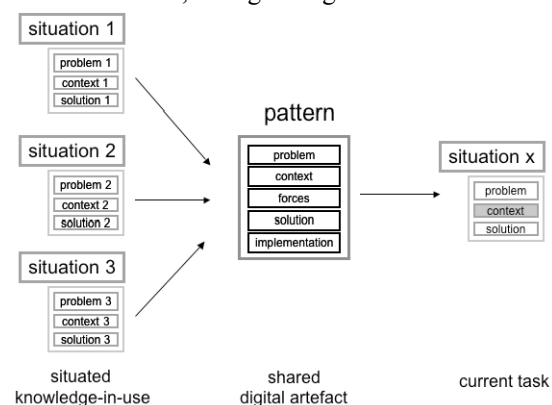 situation 1
problem 1
context 1
solution 1
situation 2
problem 2
context 2
solution 2
situation 3
problem 3
context 3
solution 3
situated
knowledge-in-use
pattern
problem
context
forces
solution
implementation
shared
digital artefact
situation x
problem
context
solution
current task